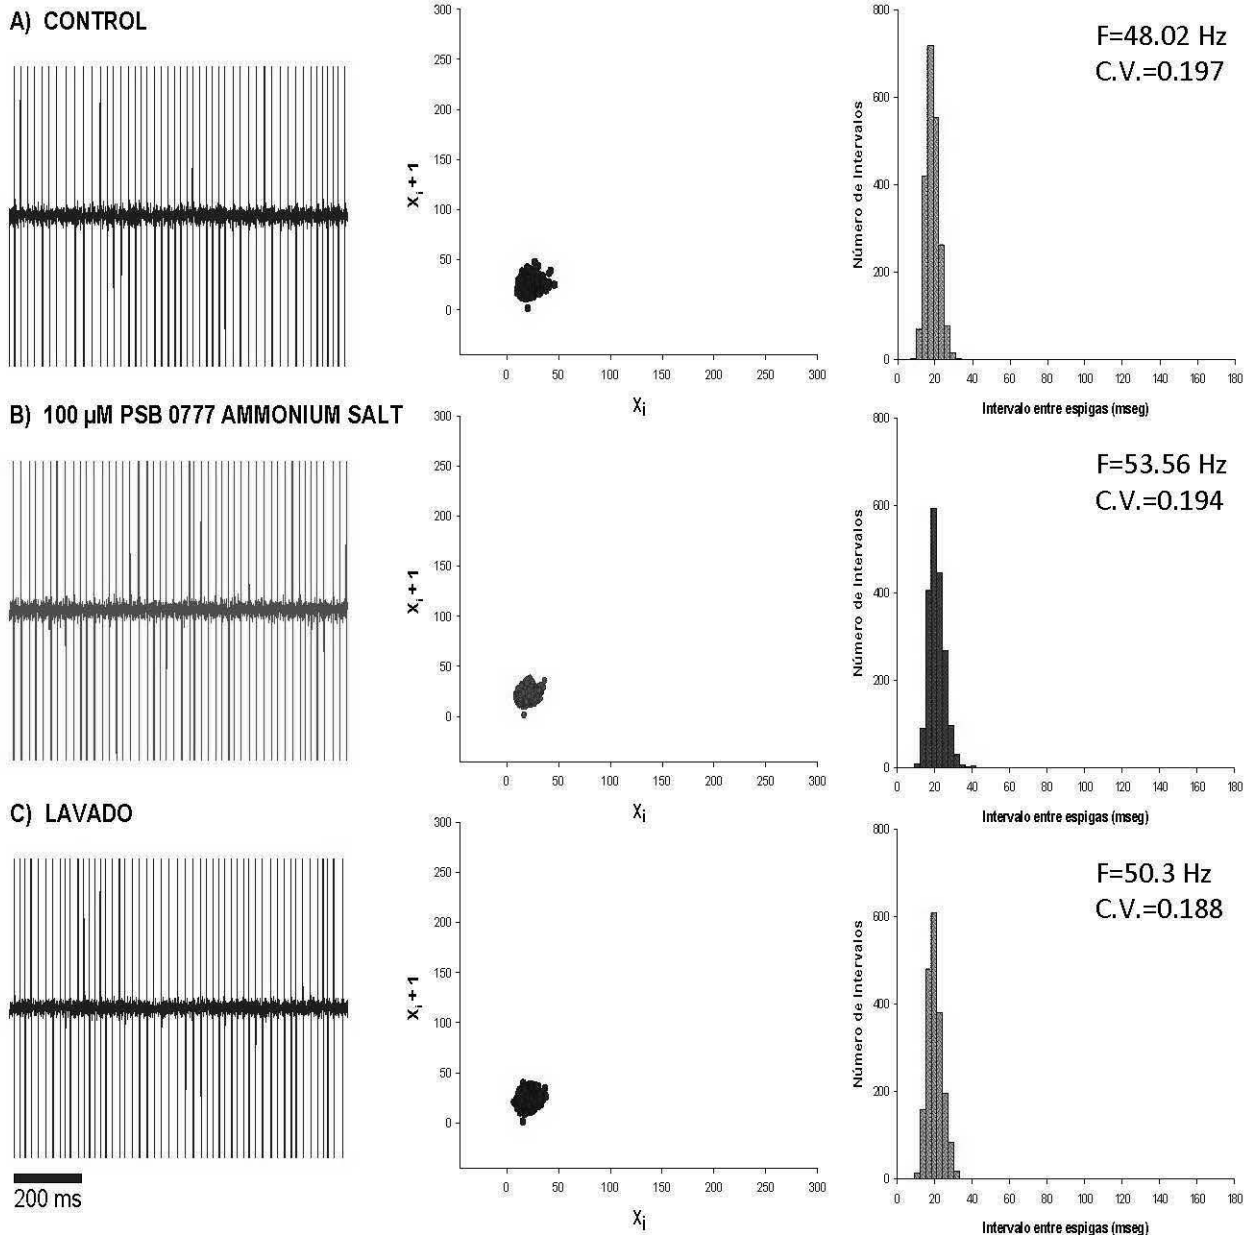 A) CONTROL
300
250
200
150
100
50
0
X i + 1
0 50 100 150 200 250 300
Xi
800
600
400
200
0
Número de Intervalos
F=48.02 Hz
C.V.=0.197
0 20 40 60 80 100 120 140 160 180
Intervalo entre espigas (mseg)
B) 100 µM PSB 0777 AMMONIUM SALT
300
250
200
150
100
50
0
X i + 1
0 50 100 150 200 250 300
Xi
800
600
400
200
0
Número de Intervalos
F=53.56 Hz
C.V.=0.194
0 20 40 60 80 100 120 140 160 180
Intervalo entre espigas (mseg)
C) LAVADO
200 ms
300
250
200
150
100
50
0
X i + 1
0 50 100 150 200 250 300
Xi
800
600
400
200
0
Número de Intervalos
F=50.3 Hz
C.V.=0.188
0 20 40 60 80 100 120 140 160 180
Intervalo entre espigas (mseg)